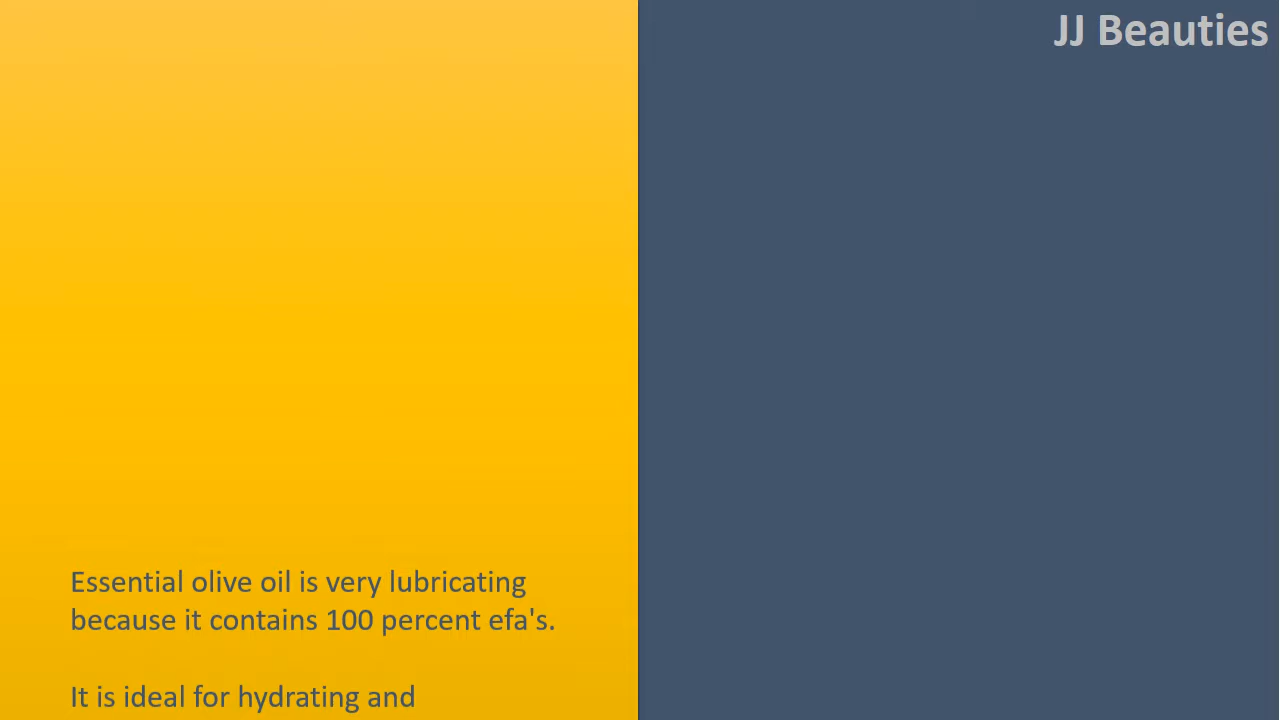 JJ Beauties
Essential olive oil is very lubricating
because it contains 100 percent efa's.
It is ideal for hydrating and